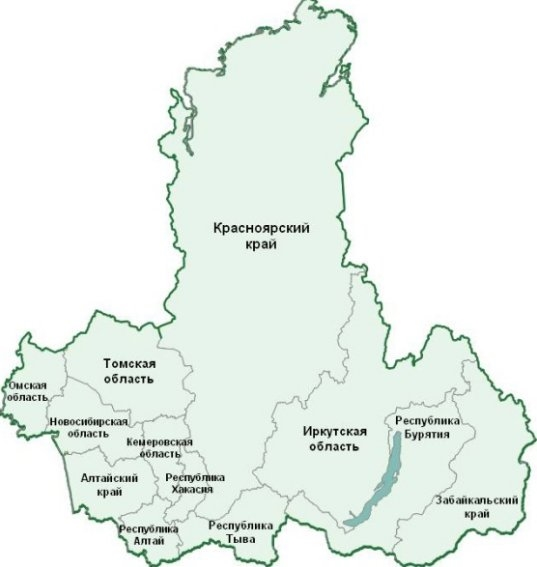 Красноярский
край
Томская
область
Омская
область
Новосибирская
область
Кемеровская
область
Иркутская
область
Республика
Бурятия
Алтайский
край
Республика
Хакасия
Забайкальский
край
Республика
Алтай
Республика
Тыва